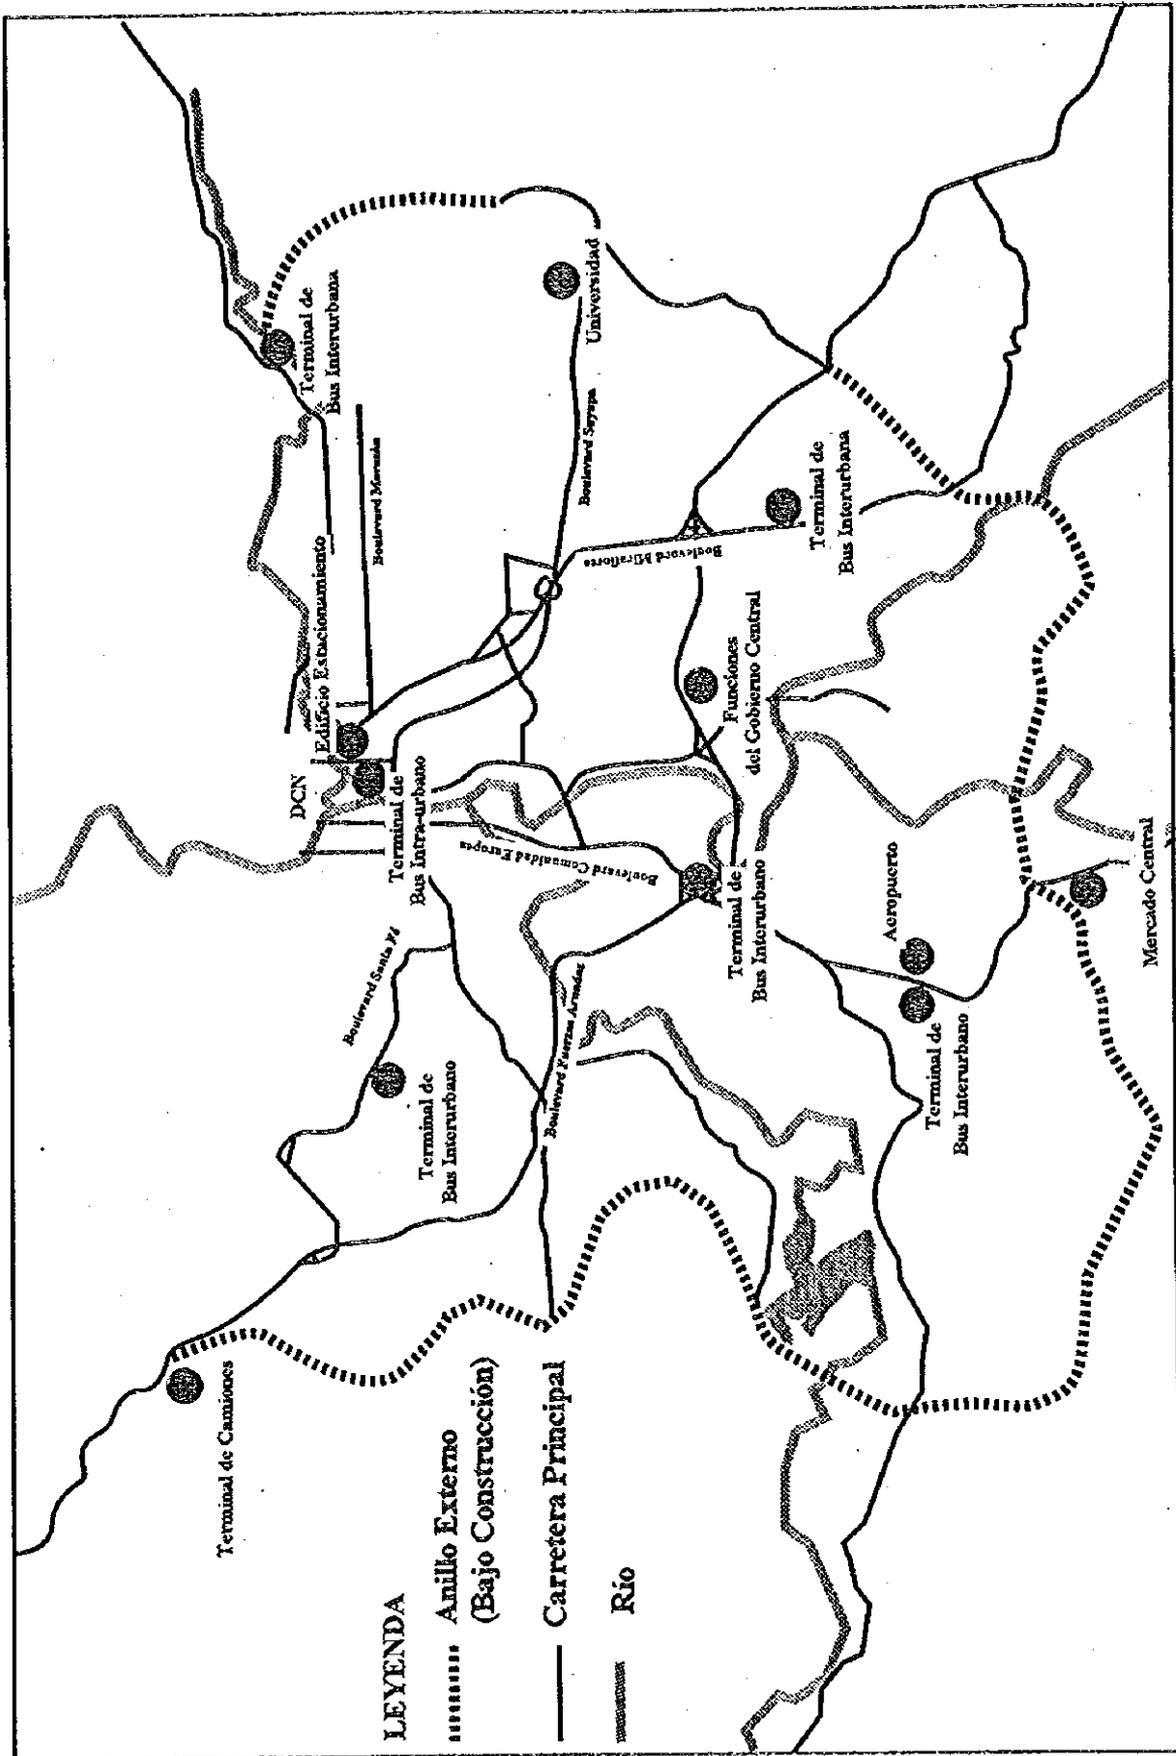 Terminal de Camiones
Boulevard Santa Fé
Terminal de
Bus Interurbano
DCN
Edificio Estacionamiento
Terminal de
Bus Intra-urbano
Boulevard Morazán
Terminal de
Bus Interurbana
Boulevard Comunidad Europea
Boulevard Suyapa
Universidad
Boulevard Fuerzas Armadas
Boulevard Miraflores
Terminal de
Bus Interurbano
Funciones
del Gobierno Central
Terminal de
Bus Interurbana
Terminal de
Bus Interurbano
Aeropuerto
Mercado Central
LEYENDA
Anillo Externo
(Bajo Construcción)
Carretera Principal
Río